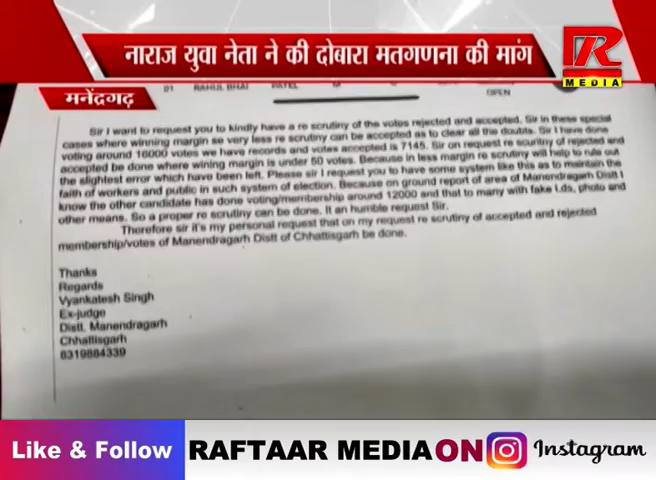 नाराज युवा नेता ने की दोबारा मतगणना की मांग
R
MEDIA
मनेंद्रगढ़
RAHUL BHAI PATEL
OPEN
Sir I want to request you to kindly have a re scrutiny of the votes rejected and accepted. Sir in these special
cases where winning margin se very less re scrutiny can be accepted as to clear all the doubts. Sir I have done
voting around 16000 votes we have records and votes accepted is 7145. Sir on request re scurtiny of rejected and
accepted be done where wining margin is under 50 votes. Because in less margin re scrutiny will help to rule out
the slightest error which have been left. Please sir I request you to have some system like this as to maintain the
faith of workers and public in such system of election. Because on ground report of area of Manendragarh Distt I
know the other candidate has done voting/membership around 12000 and that to many with fake I.ds, photo and
other means. So a proper re scrutiny can be done. It an humble request Sir.
Therefore sir it's my personal request that on my request re scrutiny of accepted and rejected
membership/votes of Manendragarh Distt of Chhattisgarh be done.
Thanks
Regards
Vyankatesh Singh
Ex-judge
Distt. Manendragarh
Chhattisgarh
8319884339
Like & Follow RAFTAAR MEDIA ON Instagram